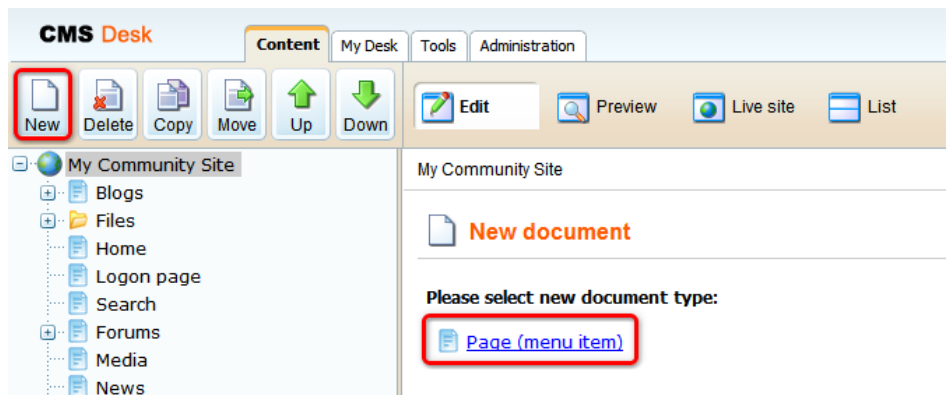 CMS Desk
Content My Desk Tools Administration
New Delete Copy Move Up Down Edit Preview Live site List
My Community Site
Blogs
Files
Home
Logon page
Search
Forums
Media
News
My Community Site
New document
Please select new document type:
Page (menu item)